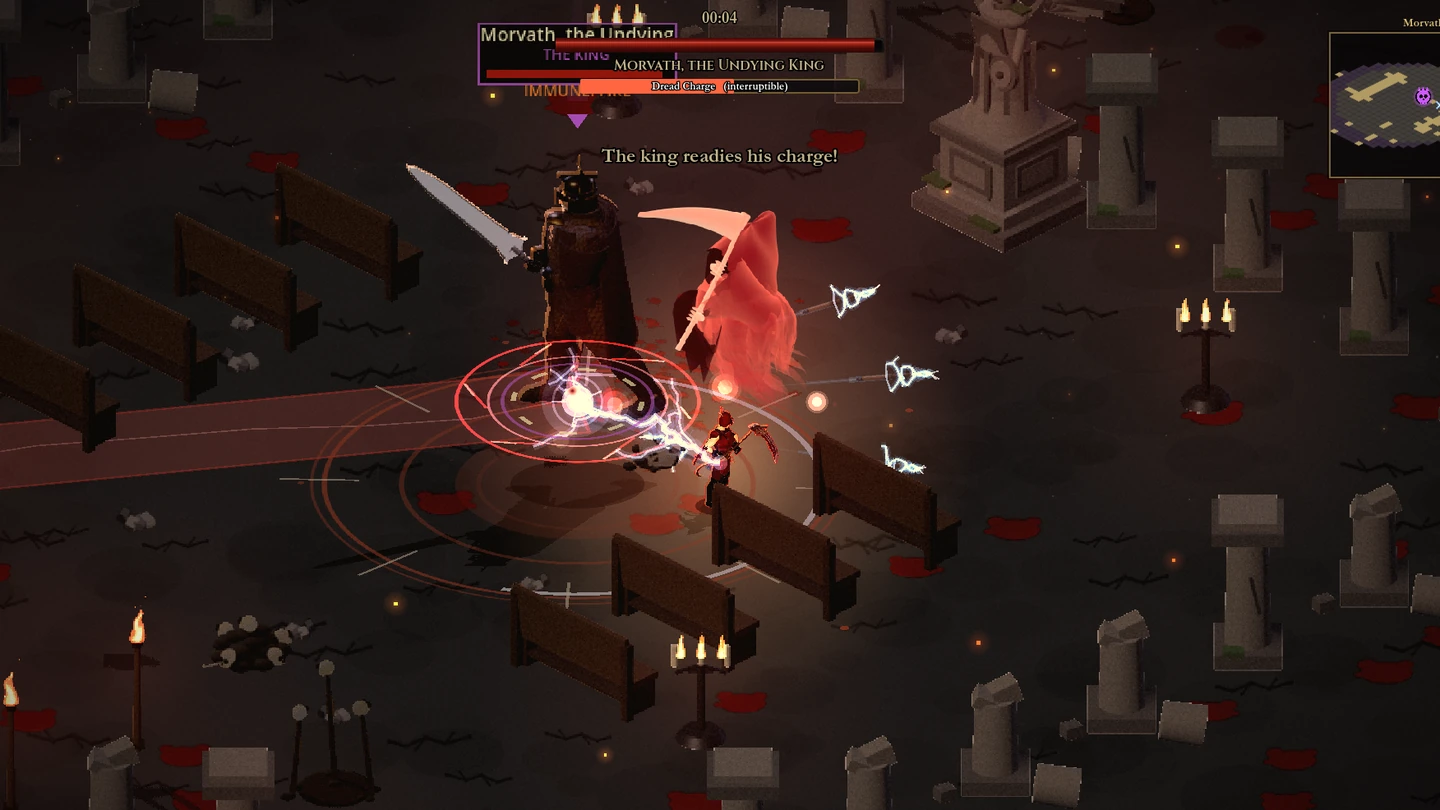 00:04
Morvath, the Undying
THE KING
MORVATH, THE UNDYING KING
Dread Charge (interruptible)
IMMUNE
The king readies his charge!